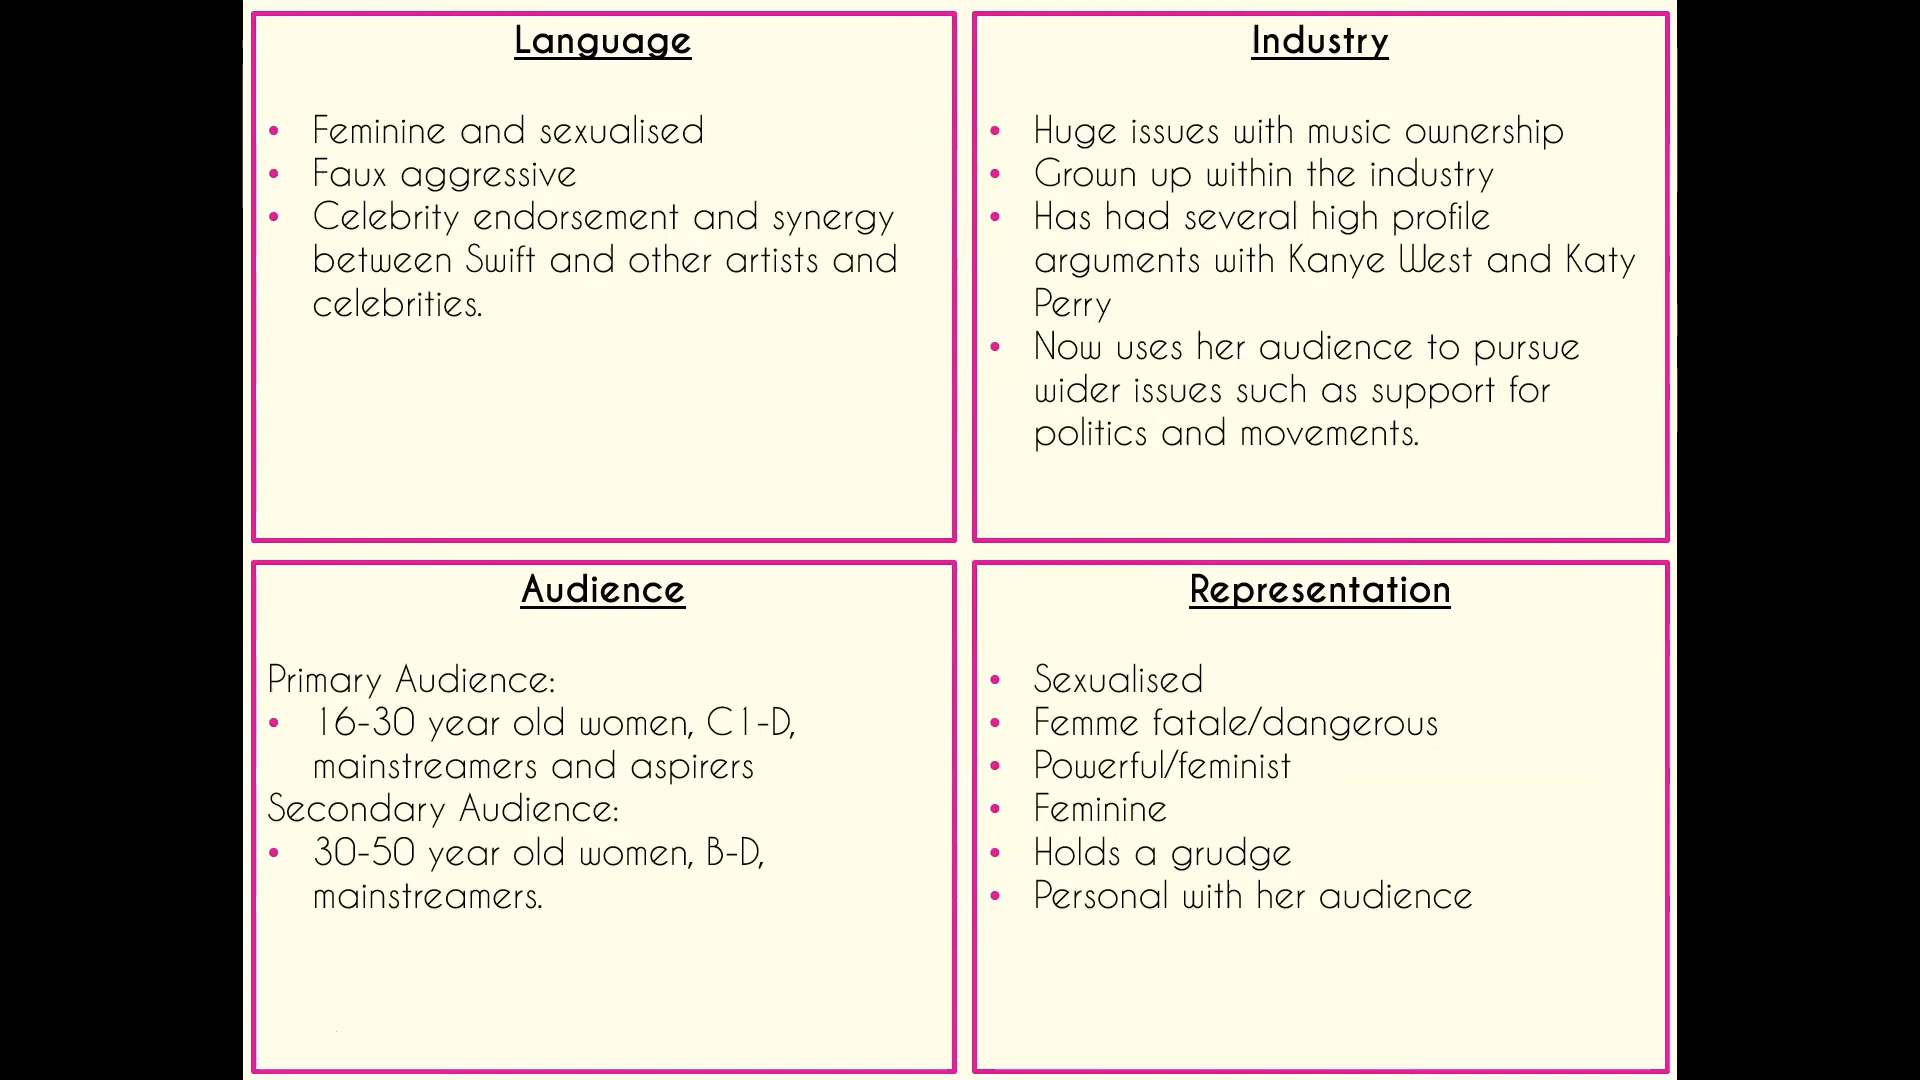 Language
• Feminine and sexualised
• Faux aggressive
• Celebrity endorsement and synergy
between Swift and other artists and
celebrities.
Industry
• Huge issues with music ownership
• Grown up within the industry
• Has had several high profile
arguments with Kanye West and Katy
Perry
• Now uses her audience to pursue
wider issues such as support for
politics and movements.
Audience
Primary Audience:
• 16-30 year old women, C1-D,
mainstreamers and aspirers
Secondary Audience:
• 30-50 year old women, B-D,
mainstreamers.
Representation
• Sexualised
• Femme fatale/dangerous
• Powerful/feminist
• Feminine
• Holds a grudge
• Personal with her audience